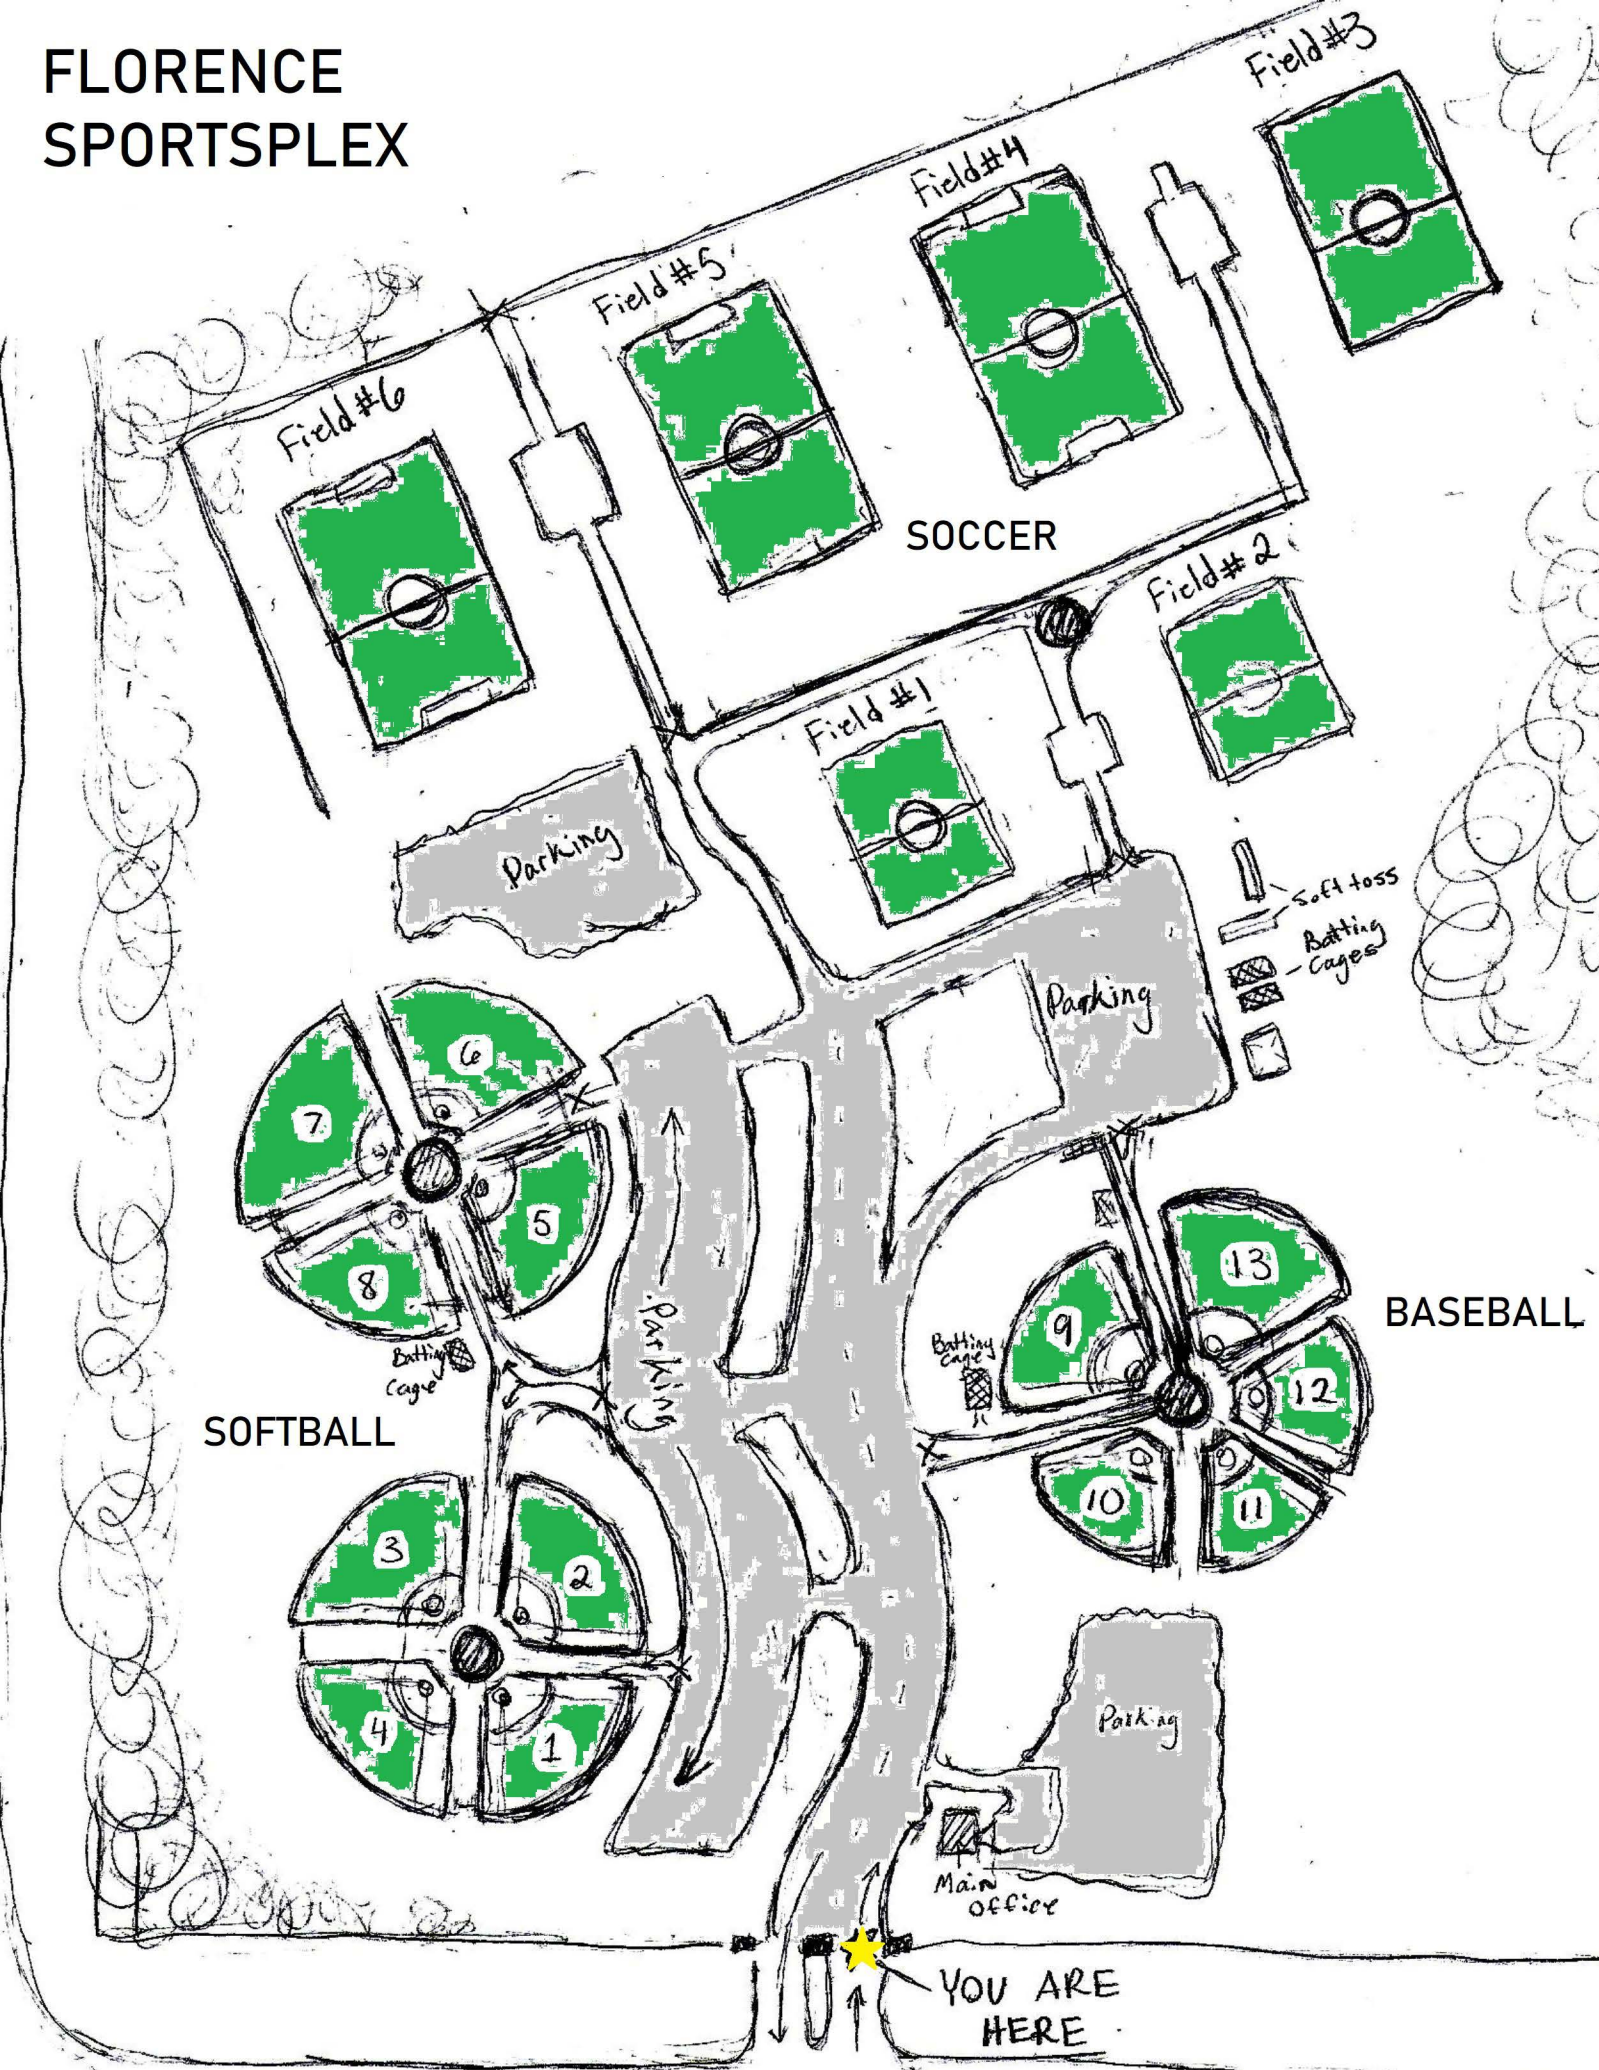 FLORENCE
SPORTSPLEX
Field#3
Field#4
Field#5
Field#6
SOCCER
Field#2
Field #1
Parking
Soft toss
Batting
Cages
Parking
6
7
5
8
13
9
BASEBALL
12
Parking
Batting
Cage
Batting
Cage
SOFTBALL
10
11
3
2
4
1
Parking
Main
Office
YOU ARE
HERE